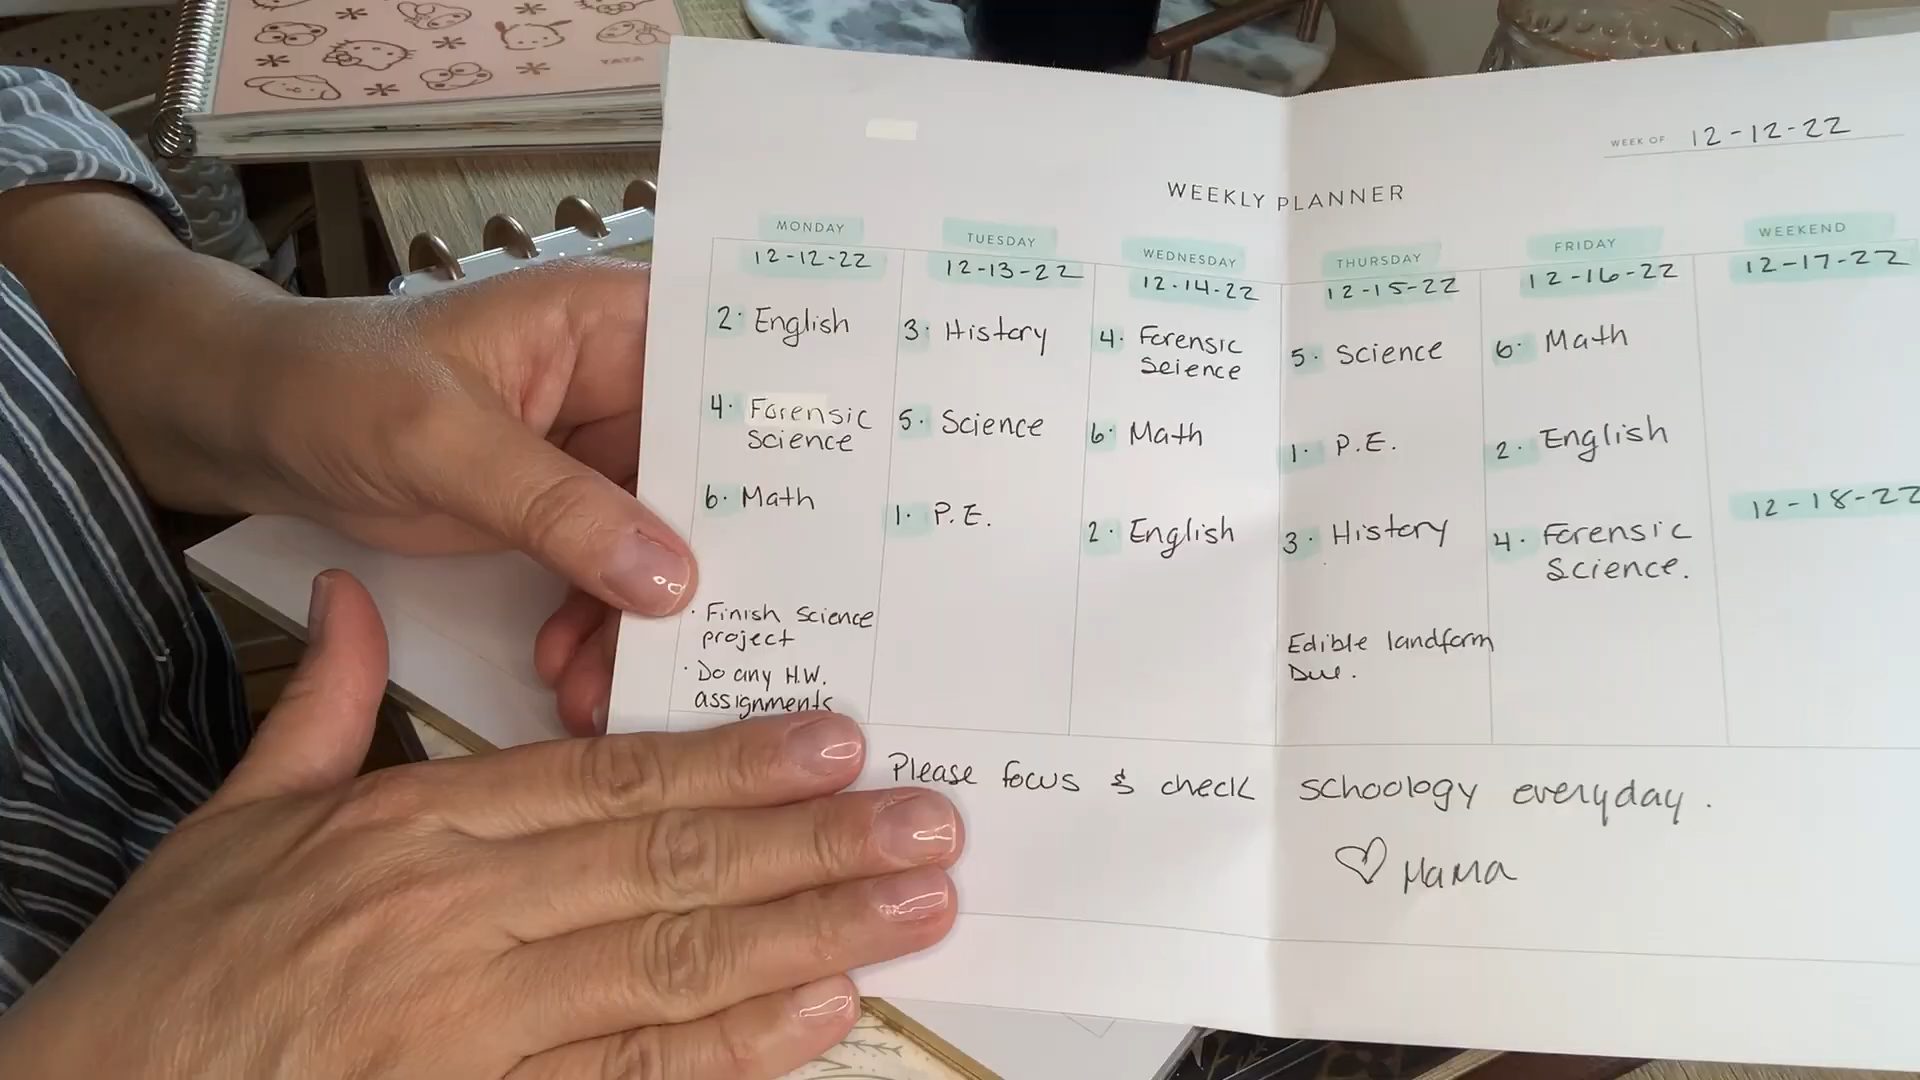 YAYA
WEEK OF 12-12-22
WEEKLY PLANNER
MONDAY
12-12-22
2. English
4. Forensic
Science
6. Math
. Finish Science
project
. Do any H.W.
assignments
TUESDAY
12-13-22
3. History
5. Science
1. P.E.
WEDNESDAY
12-14-22
4. Forensic
Science
6. Math
2. English
THURSDAY
12-15-22
5. Science
1. P.E.
3. History
Edible landform
Due.
FRIDAY
12-16-22
6. Math
2. English
4. Forensic
Science.
WEEKEND
12-17-22
12-18-22
Please focus & check schoology everyday.
♡ Mama